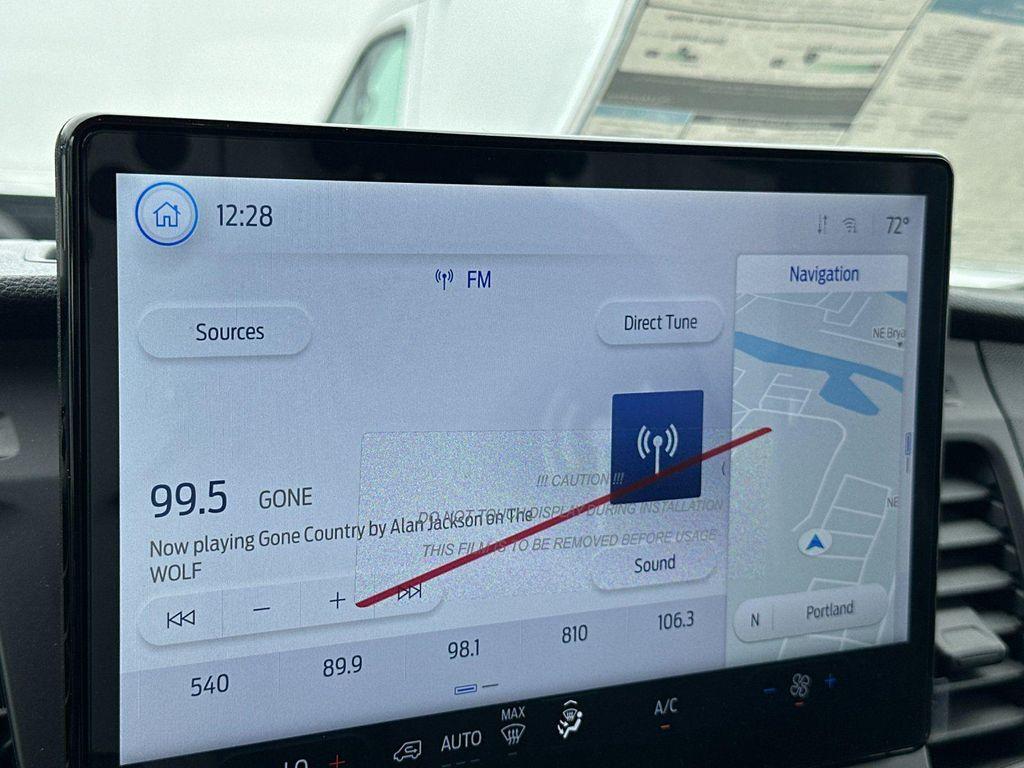 12:28
72°
FM
Navigation
Sources
Direct Tune
NE Brya
99.5 GONE
Now playing Gone Country by Alan Jackson on The
WOLF
!!! CAUTION !!!
DO NOT TOUCH DISPLAY DURING INSTALLATION
THIS FILM IS TO BE REMOVED BEFORE USAGE
NE
Sound
N Portland
540 89.9 98.1 810 106.3
LO
AUTO
MAX
A/C